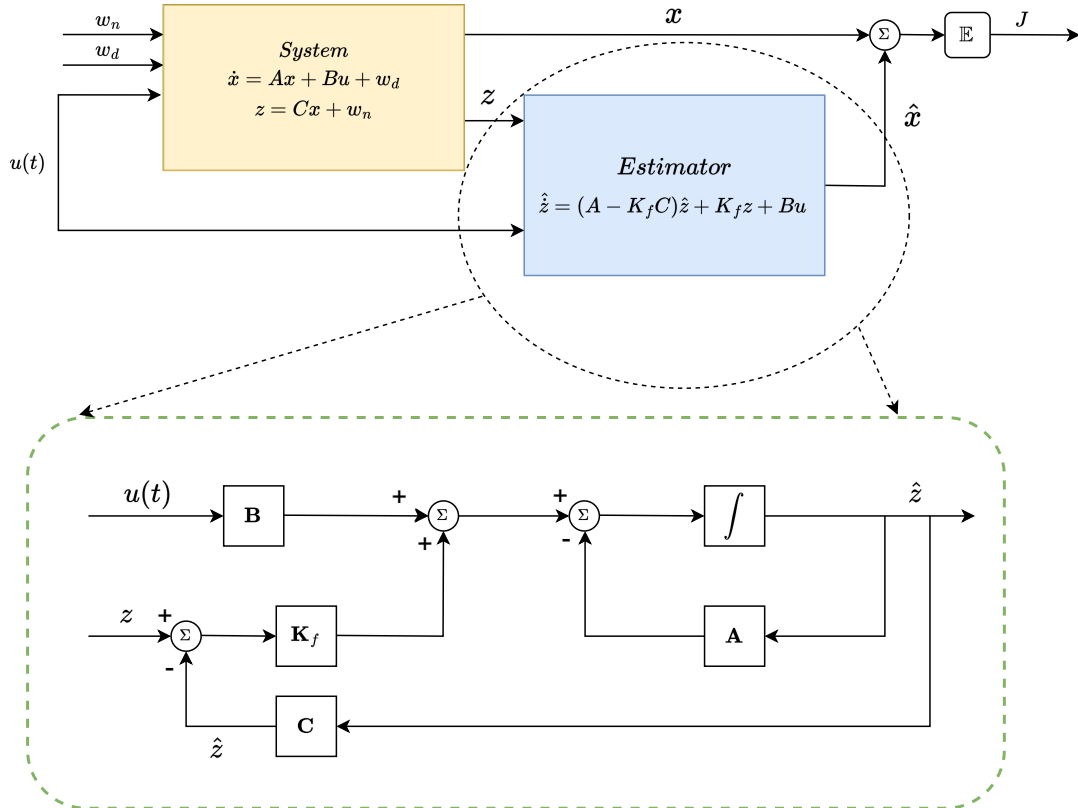 w_n
w_d
u(t)
System
ẋ = Ax + Bu + w_d
z = Cx + w_n
x
z
Σ
𝔼
J
x̂
Estimator
ẑ̇ = (A − K_f C)ẑ + K_f z + Bu
u(t)
B
+
+
Σ
+
-
Σ
∫
ẑ
z
+
-
Σ
K_f
A
C
ẑ